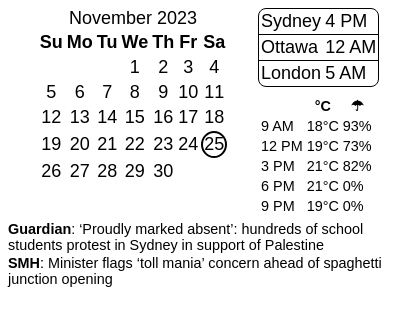 November 2023
Su Mo Tu We Th Fr Sa
1 2 3 4
5 6 7 8 9 10 11
12 13 14 15 16 17 18
19 20 21 22 23 24 25
26 27 28 29 30
Sydney 4 PM
Ottawa 12 AM
London 5 AM
°C ☂
9 AM 18°C 93%
12 PM 19°C 73%
3 PM 21°C 82%
6 PM 21°C 0%
9 PM 19°C 0%
Guardian: ‘Proudly marked absent’: hundreds of school
students protest in Sydney in support of Palestine
SMH: Minister flags ‘toll mania’ concern ahead of spaghetti
junction opening